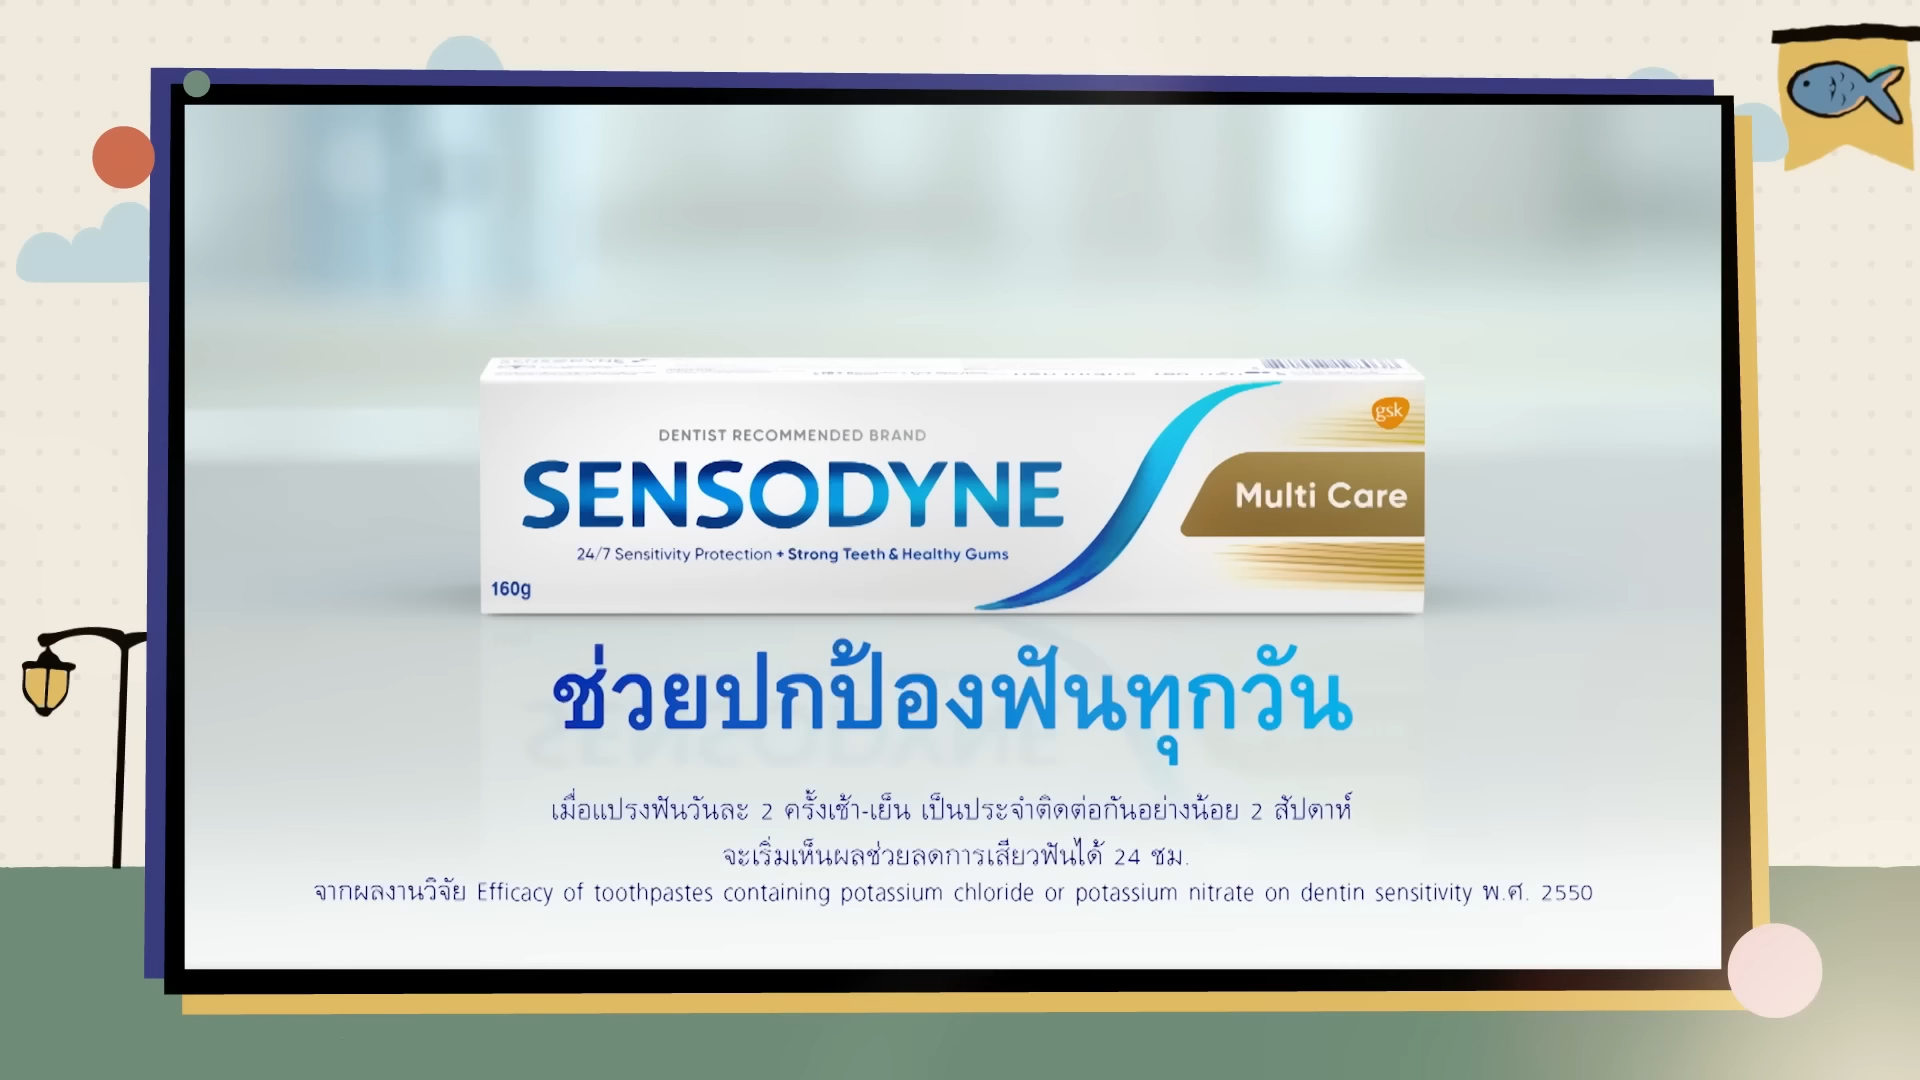 gsk
DENTIST RECOMMENDED BRAND
SENSODYNE
Multi Care
24/7 Sensitivity Protection + Strong Teeth & Healthy Gums
160g
ช่วยปกป้องฟันทุกวัน
เมื่อแปรงฟันวันละ 2 ครั้งเช้า-เย็น เป็นประจำติดต่อกันอย่างน้อย 2 สัปดาห์
จะเริ่มเห็นผลช่วยลดการเสียวฟันได้ 24 ชม.
จากผลงานวิจัย Efficacy of toothpastes containing potassium chloride or potassium nitrate on dentin sensitivity พ.ศ. 2550